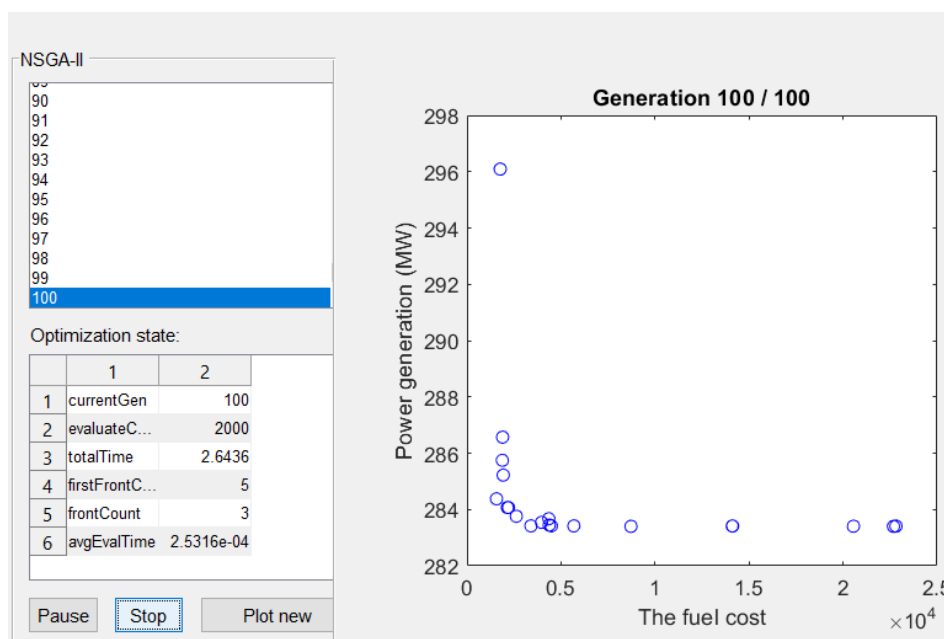 NSGA-II
90
91
92
93
94
95
96
97
98
99
100
Optimization state:
1 2
1 currentGen 100
2 evaluateC... 2000
3 totalTime 2.6436
4 firstFrontC... 5
5 frontCount 3
6 avgEvalTime 2.5316e-04
Pause Stop Plot new
Generation 100 / 100
298
296
294
292
290
288
286
284
282
Power generation (MW)
0 0.5 1 1.5 2 2.5
The fuel cost
×10⁴